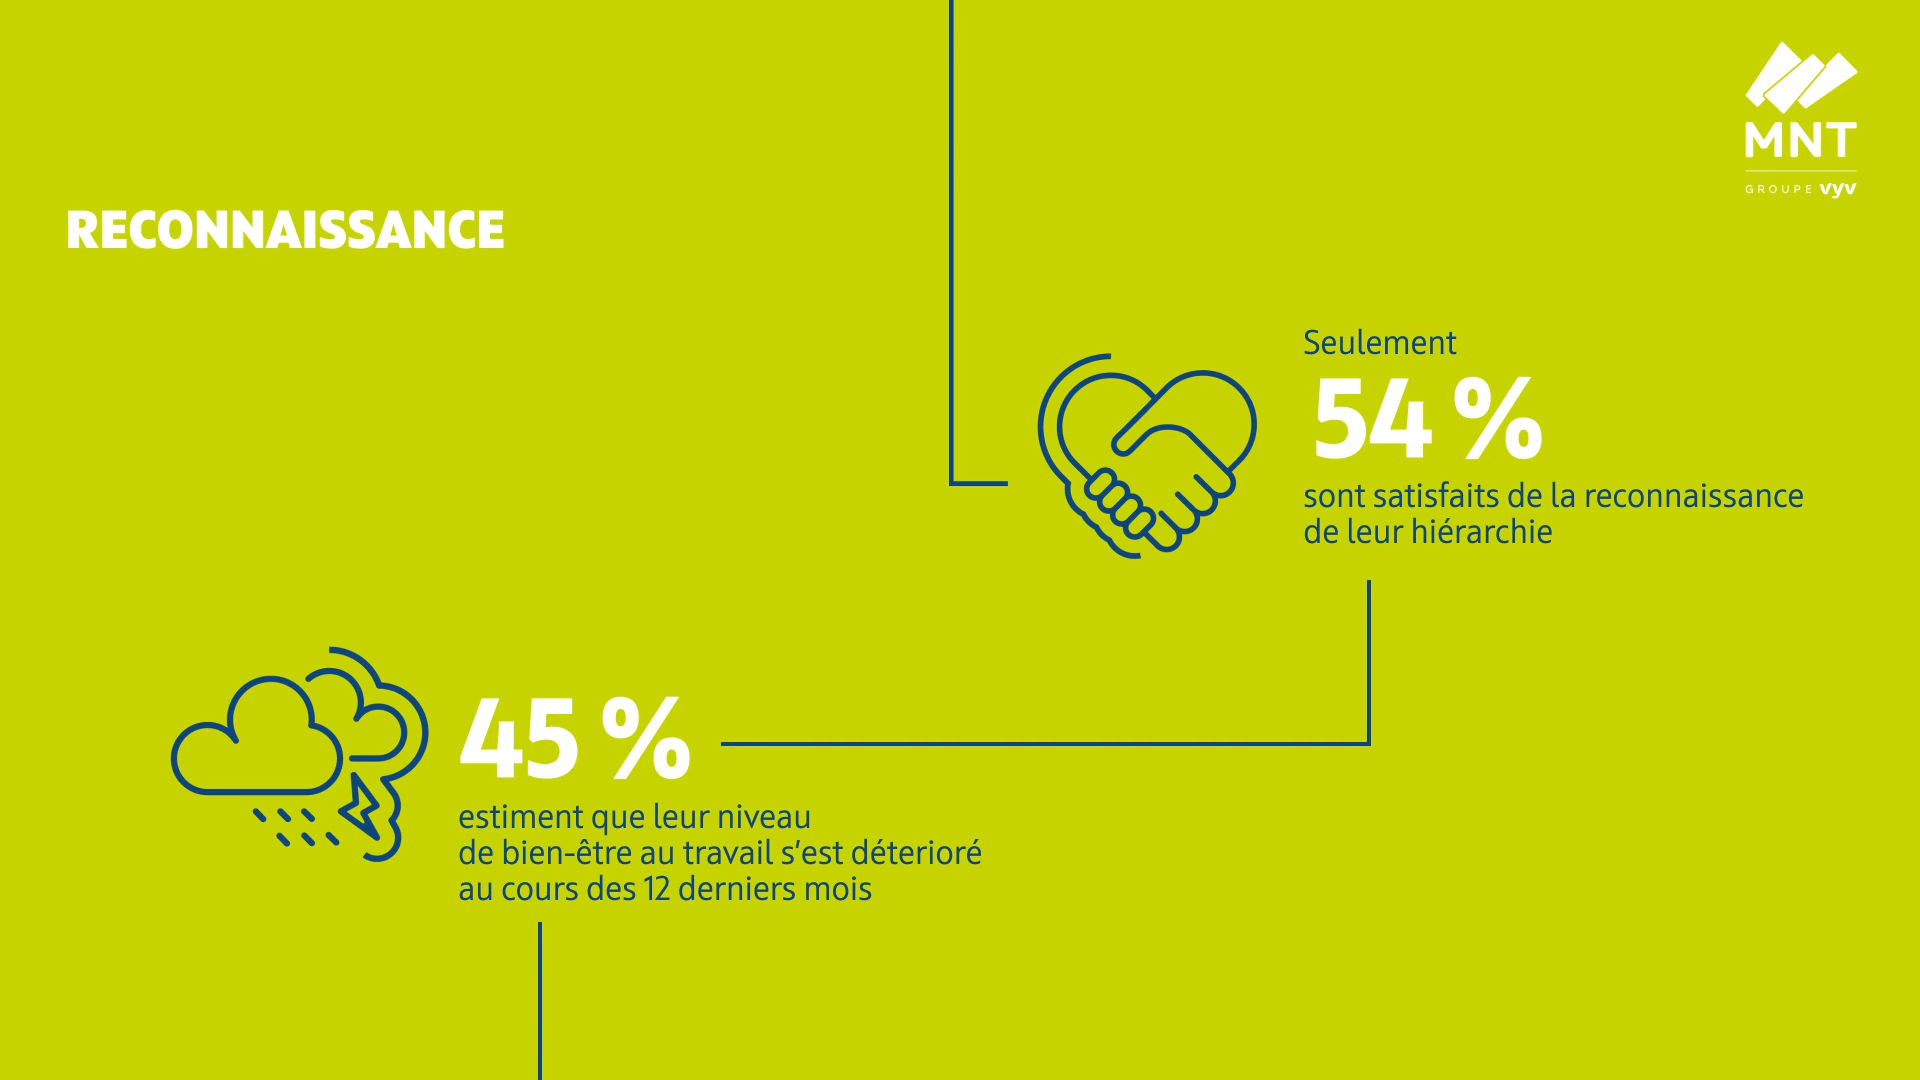 MNT
GROUPE vyv
RECONNAISSANCE
Seulement
54 %
sont satisfaits de la reconnaissance
de leur hiérarchie
45 %
estiment que leur niveau
de bien-être au travail s'est déterioré
au cours des 12 derniers mois